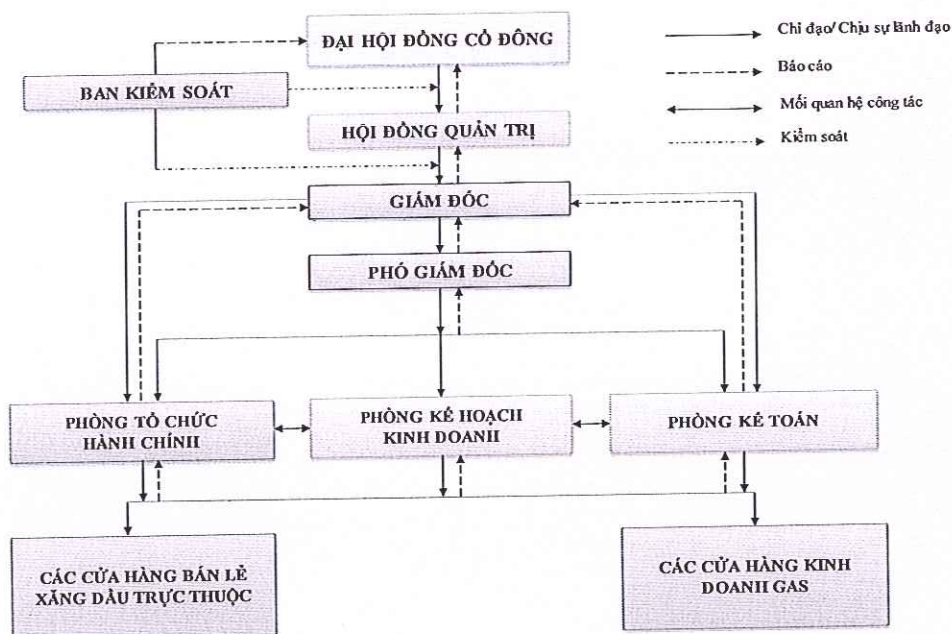 ĐẠI HỘI ĐỒNG CỔ ĐÔNG
Chỉ đạo/ Chịu sự lãnh đạo
Báo cáo
BAN KIỂM SOÁT
Mối quan hệ công tác
HỘI ĐỒNG QUẢN TRỊ
Kiểm soát
GIÁM ĐỐC
PHÓ GIÁM ĐỐC
PHÒNG TỔ CHỨC
HÀNH CHÍNH
PHÒNG KẾ HOẠCH
KINH DOANH
PHÒNG KẾ TOÁN
CÁC CỬA HÀNG BÁN LẺ
XĂNG DẦU TRỰC THUỘC
CÁC CỬA HÀNG KINH
DOANH GAS